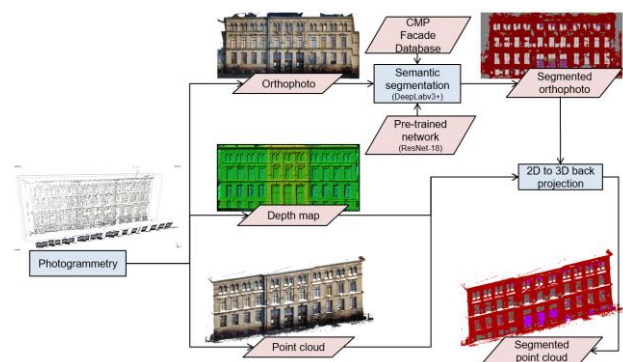 CMP
Facade
Database
Orthophoto
Semantic
segmentation
(DeepLabv3+)
Segmented
orthophoto
Pre-trained
network
(ResNet-18)
2D to 3D back
projection
Depth map
Photogrammetry
Point cloud
Segmented
point cloud